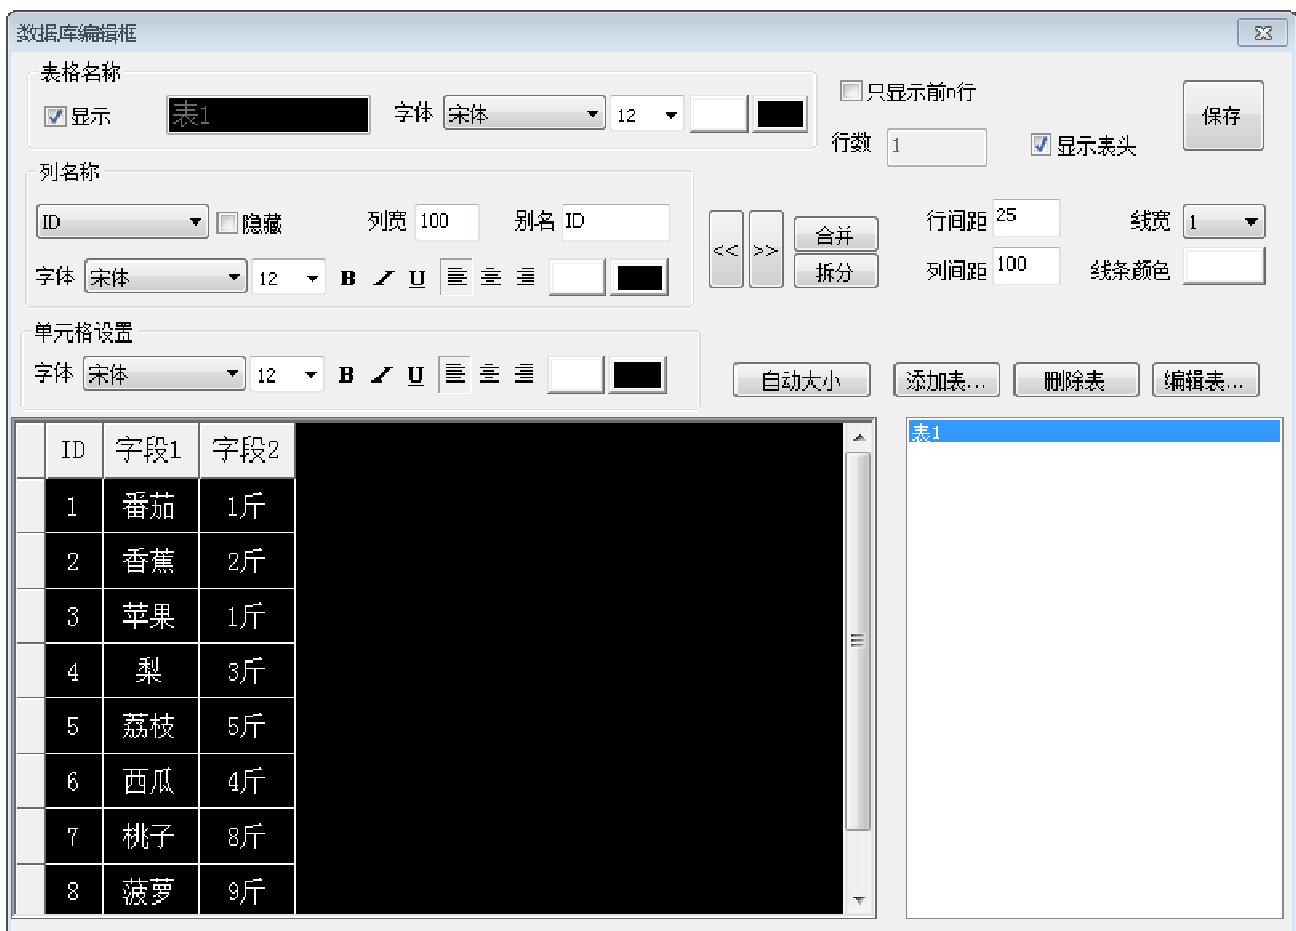 数据库编辑框
表格名称
显示 表1 字体 宋体 12
只显示前n行
行数 1
显示表头
保存
列名称
ID 隐藏 列宽 100 别名 ID
字体 宋体 12 B I U
<< >> 合并
拆分
行间距 25 线宽 1
列间距 100 线条颜色
单元格设置
字体 宋体 12 B I U
自动大小 添加表... 删除表 编辑表...
ID 字段1 字段2
1 番茄 1斤
2 香蕉 2斤
3 苹果 1斤
4 梨 3斤
5 荔枝 5斤
6 西瓜 4斤
7 桃子 8斤
8 菠萝 9斤
表1